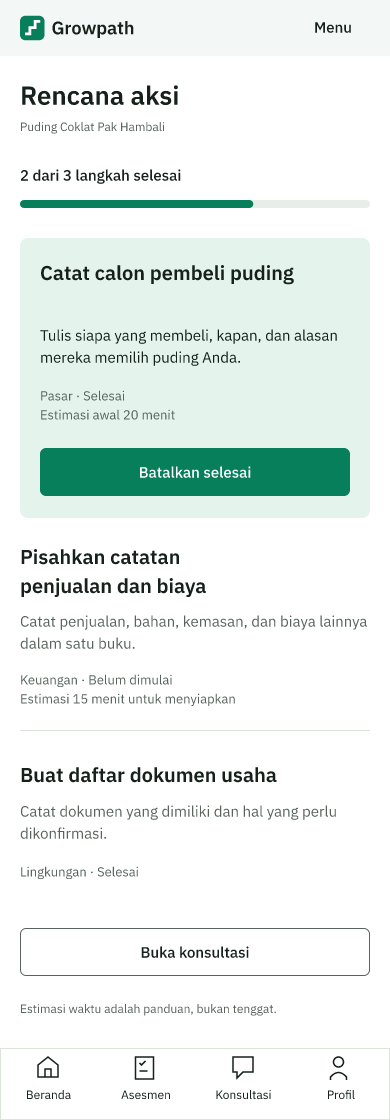 Growpath
Menu
Rencana aksi
Puding Coklat Pak Hambali
2 dari 3 langkah selesai
Catat calon pembeli puding
Tulis siapa yang membeli, kapan, dan alasan
mereka memilih puding Anda.
Pasar · Selesai
Estimasi awal 20 menit
Batalkan selesai
Pisahkan catatan
penjualan dan biaya
Catat penjualan, bahan, kemasan, dan biaya lainnya
dalam satu buku.
Keuangan · Belum dimulai
Estimasi 15 menit untuk menyiapkan
Buat daftar dokumen usaha
Catat dokumen yang dimiliki dan hal yang perlu
dikonfirmasi.
Lingkungan · Selesai
Buka konsultasi
Estimasi waktu adalah panduan, bukan tenggat.
Beranda
Asesmen
Konsultasi
Profil